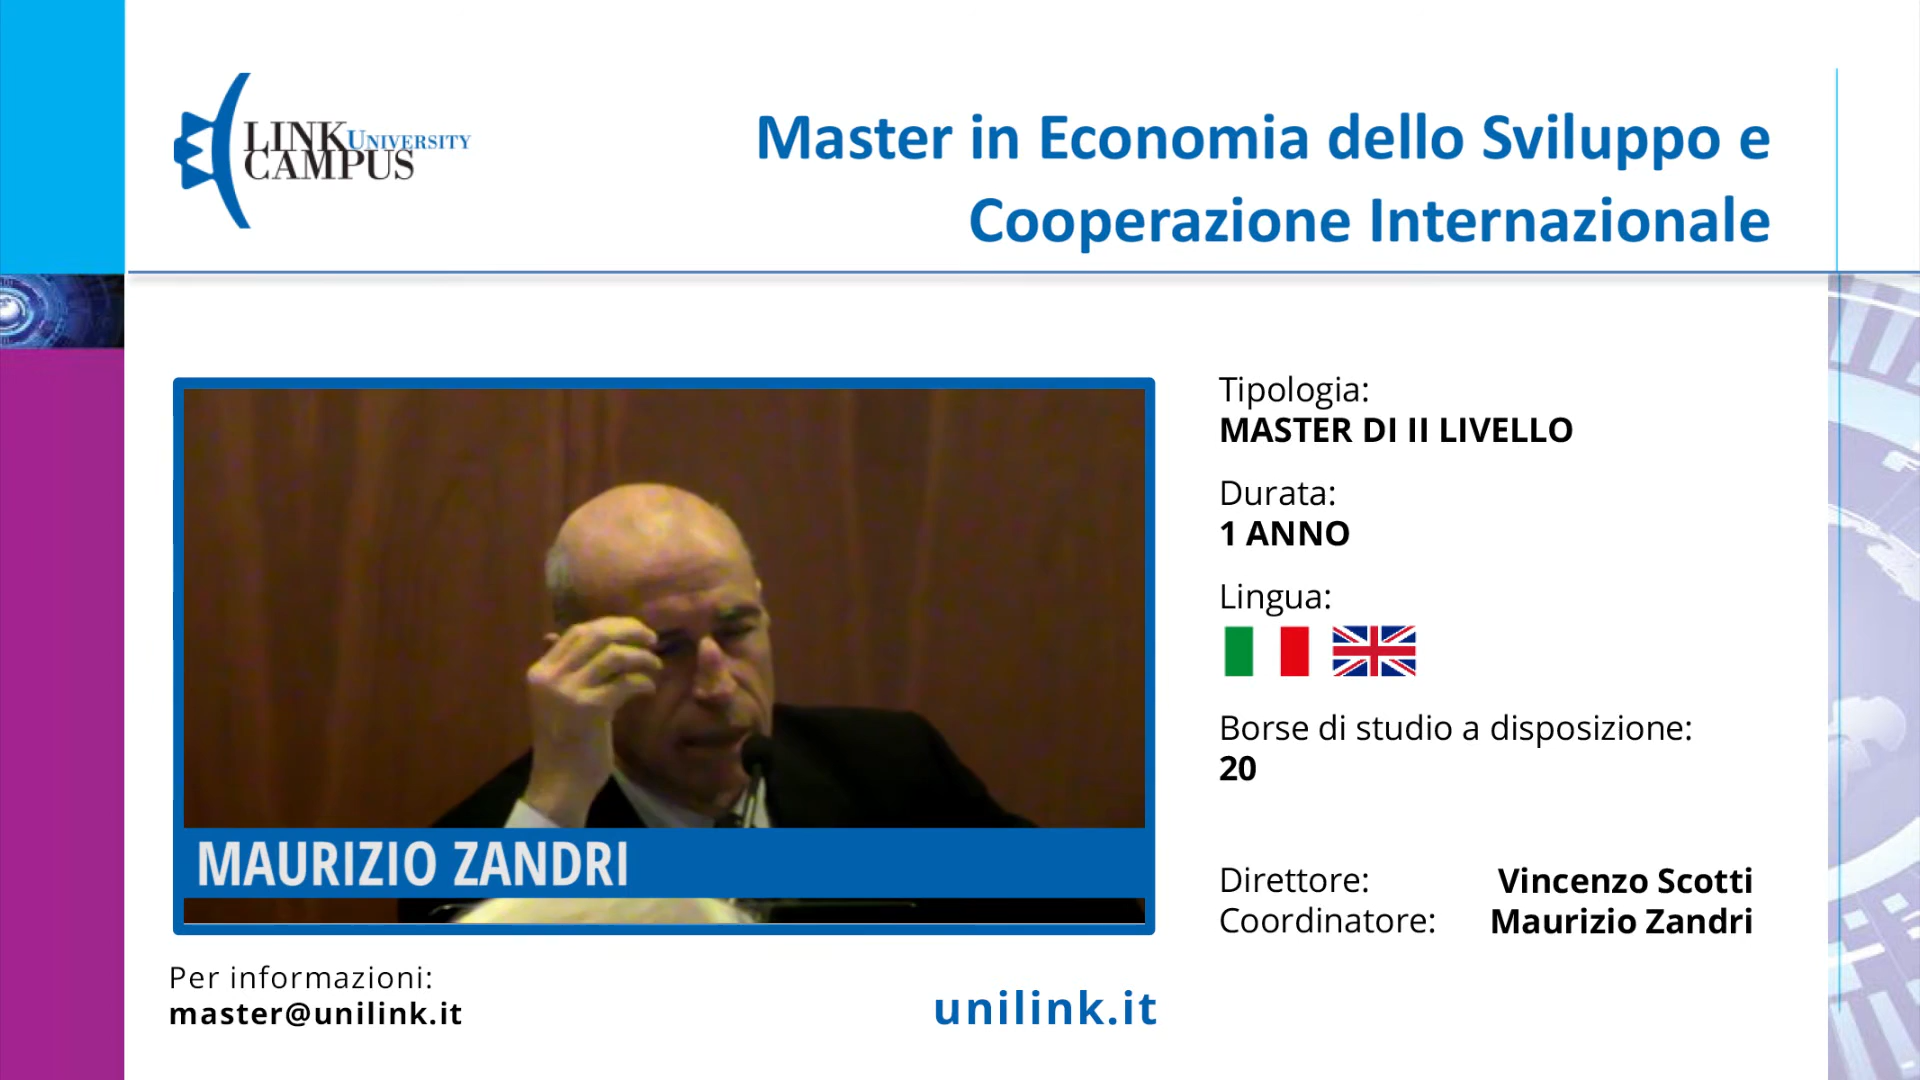 LINK UNIVERSITY
CAMPUS
Master in Economia dello Sviluppo e
Cooperazione Internazionale
MAURIZIO ZANDRI
Tipologia:
MASTER DI II LIVELLO
Durata:
1 ANNO
Lingua:
Borse di studio a disposizione:
20
Direttore: Vincenzo Scotti
Coordinatore: Maurizio Zandri
Per informazioni:
master@unilink.it
unilink.it